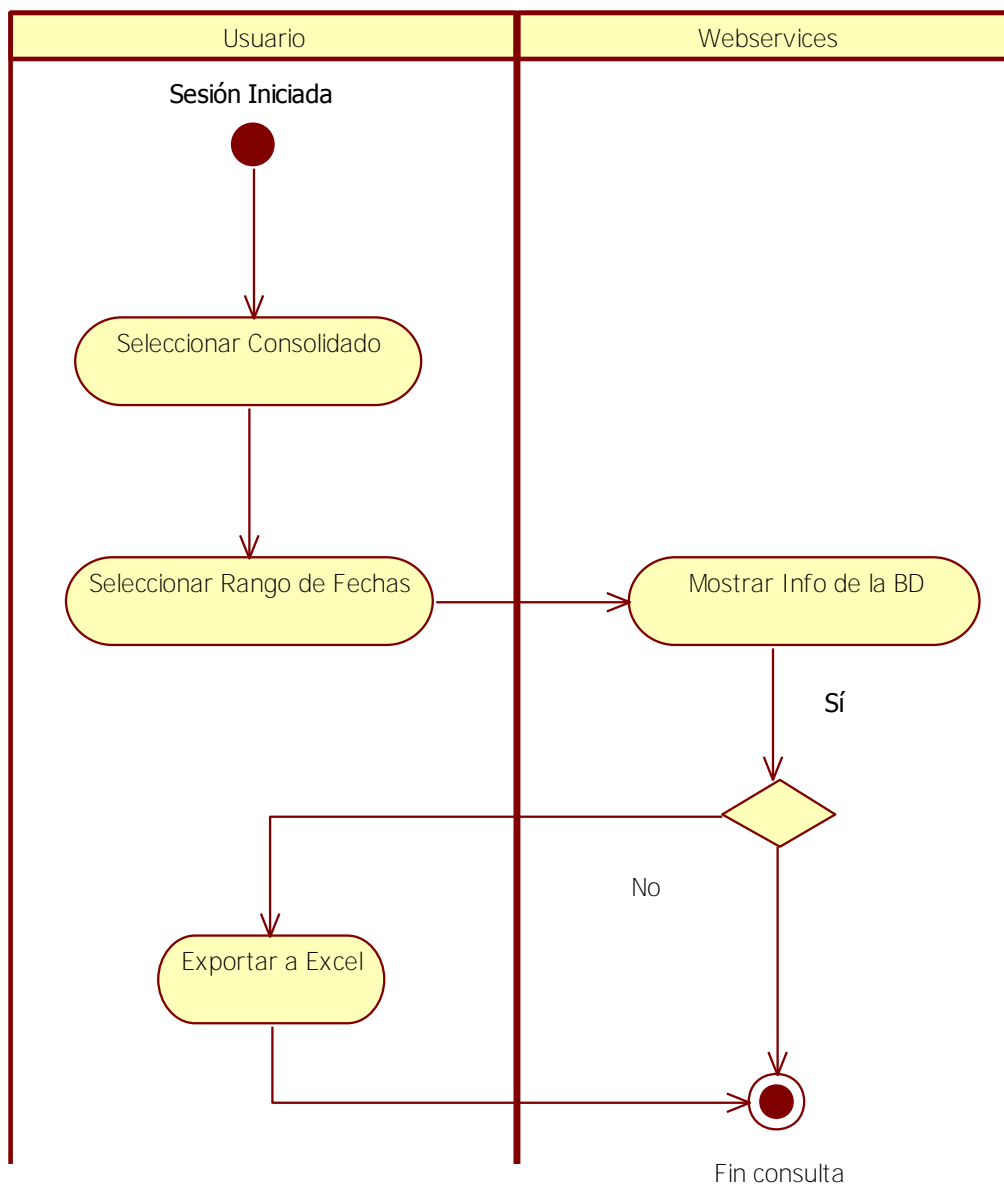 Usuario
Webservices
Sesión Iniciada
Seleccionar Consolidado
Seleccionar Rango de Fechas
Mostrar Info de la BD
Sí
No
Exportar a Excel
Fin consulta